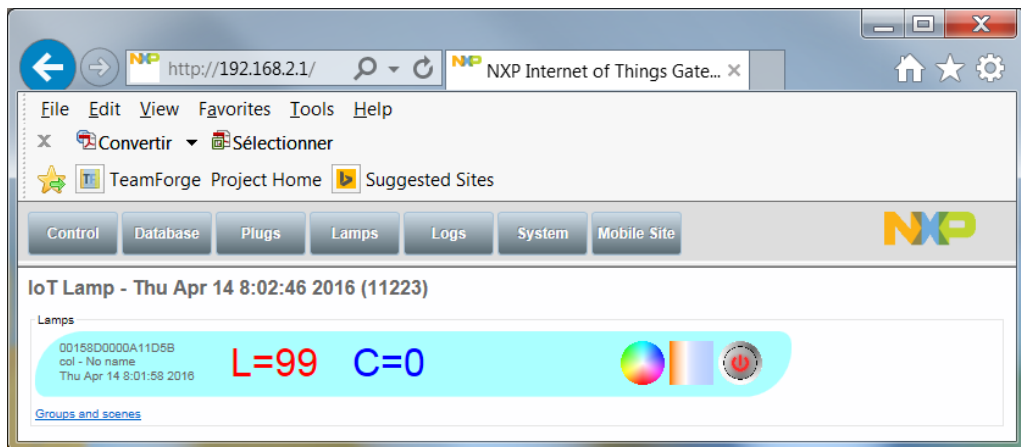 NXP http://192.168.2.1/ NXP NXP Internet of Things Gate... ×
File Edit View Favorites Tools Help
x Convertir Sélectionner
TF TeamForge Project Home b Suggested Sites
Control Database Plugs Lamps Logs System Mobile Site NXP
IoT Lamp - Thu Apr 14 8:02:46 2016 (11223)
Lamps
00158D0000A11D5B
col - No name
Thu Apr 14 8:01:58 2016
L=99 C=0
Groups and scenes